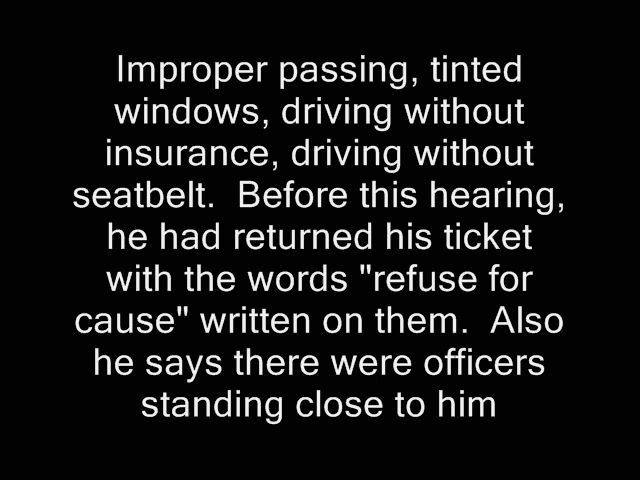 Improper passing, tinted
windows, driving without
insurance, driving without
seatbelt.  Before this hearing,
he had returned his ticket
with the words "refuse for
cause" written on them.  Also
he says there were officers
standing close to him